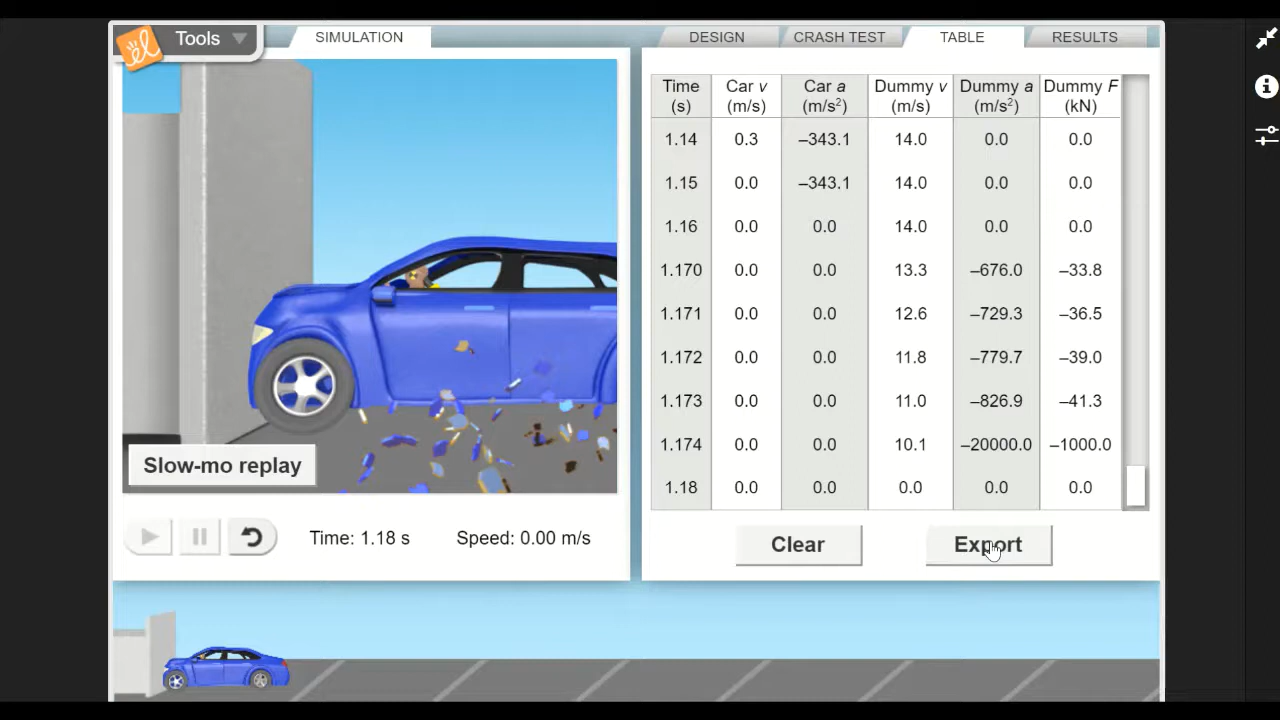 Tools
SIMULATION
DESIGN CRASH TEST TABLE RESULTS
Time (s) Car v (m/s) Car a (m/s²) Dummy v (m/s) Dummy a (m/s²) Dummy F (kN)
1.14 0.3 –343.1 14.0 0.0 0.0
1.15 0.0 –343.1 14.0 0.0 0.0
1.16 0.0 0.0 14.0 0.0 0.0
1.170 0.0 0.0 13.3 –676.0 –33.8
1.171 0.0 0.0 12.6 –729.3 –36.5
1.172 0.0 0.0 11.8 –779.7 –39.0
1.173 0.0 0.0 11.0 –826.9 –41.3
1.174 0.0 0.0 10.1 –20000.0 –1000.0
1.18 0.0 0.0 0.0 0.0 0.0
Slow-mo replay
Time: 1.18 s Speed: 0.00 m/s
Clear Export